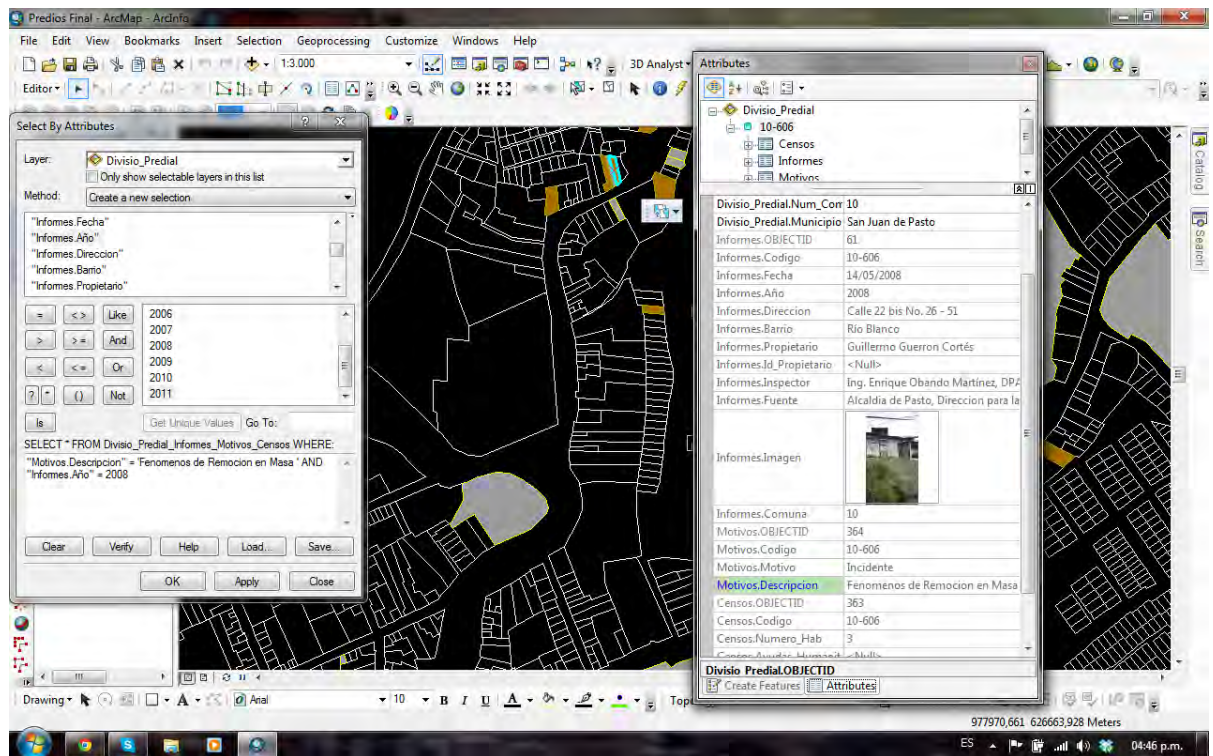 Predios Final - ArcMap - ArcInfo
File Edit View Bookmarks Insert Selection Geoprocessing Customize Windows Help
1:3.000
3D Analyst
Editor
Select By Attributes
Layer: Divisio_Predial
Only show selectable layers in this list
Method: Create a new selection
"Informes.Fecha"
"Informes.Año"
"Informes.Direccion"
"Informes.Barrio"
"Informes.Propietario"
= <> Like
> >= And
< <= Or
? * () Not
Is
2006
2007
2008
2009
2010
2011
Get Unique Values Go To:
SELECT * FROM Divisio_Predial_Informes_Motivos_Censos WHERE:
"Motivos.Descripcion" = 'Fenomenos de Remocion en Masa ' AND
"Informes.Año" = 2008
Clear Verify Help Load... Save...
OK Apply Close
Attributes
Divisio_Predial
10-606
Censos
Informes
Motivos
Divisio_Predial.Num_Com 10
Divisio_Predial.Municipio San Juan de Pasto
Informes.OBJECTID 61
Informes.Codigo 10-606
Informes.Fecha 14/05/2008
Informes.Año 2008
Informes.Direccion Calle 22 bis No. 26 - 51
Informes.Barrio Rio Blanco
Informes.Propietario Guillermo Guerron Cortés
Informes.Id_Propietario <Null>
Informes.Inspector Ing. Enrique Obando Martínez, DPA
Informes.Fuente Alcaldia de Pasto, Direccion para la
Informes.Imagen
Informes.Comuna 10
Motivos.OBJECTID 364
Motivos.Codigo 10-606
Motivos.Motivo Incidente
Motivos.Descripcion Fenomenos de Remocion en Masa
Censos.OBJECTID 363
Censos.Codigo 10-606
Censos.Numero_Hab 3
Censos.Ayudas_Humanit <Null>
Divisio_Predial.OBJECTID
Create Features Attributes
Catalog
Search
Drawing Arial 10 B I U A
977970,661 626663,928 Meters
ES 04:46 p.m.